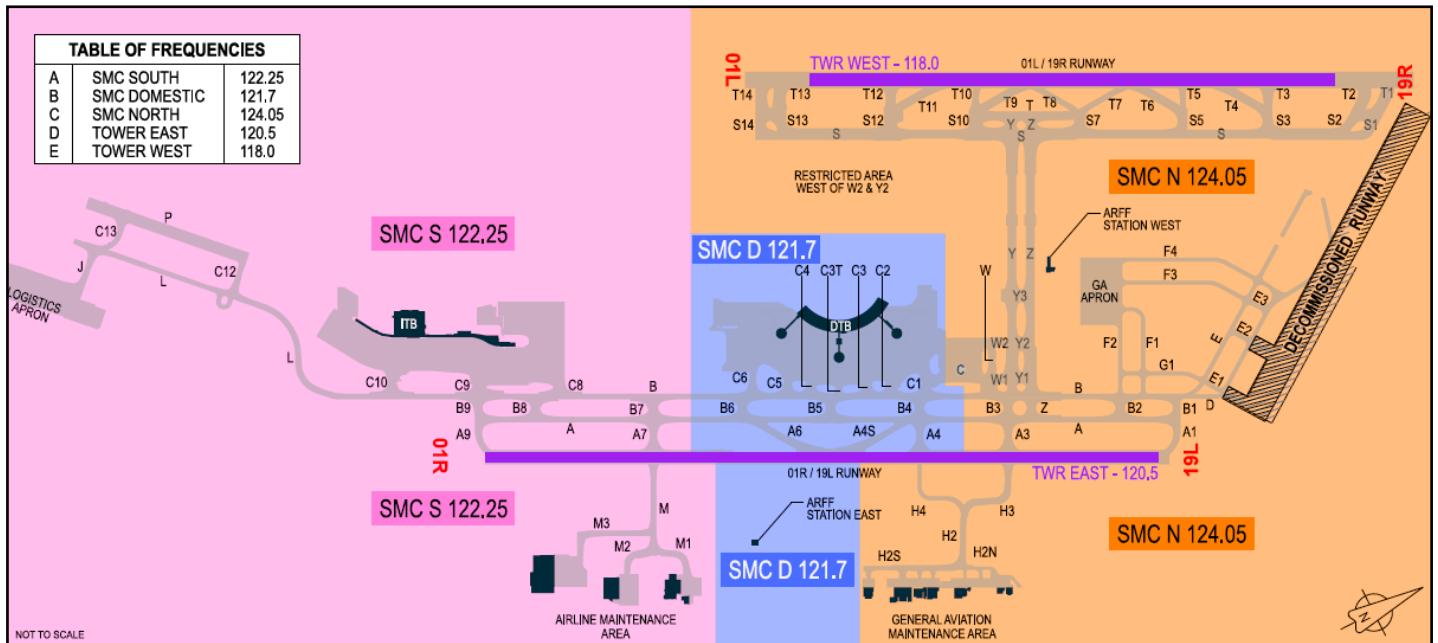 TABLE OF FREQUENCIES
A SMC SOUTH 122.25
B SMC DOMESTIC 121.7
C SMC NORTH 124.05
D TOWER EAST 120.5
E TOWER WEST 118.0
01L
TWR WEST - 118.0
01L / 19R RUNWAY
19R
T14 T13 T12 T11 T10 T9 T T8 T7 T6 T5 T4 T3 T2 T1
S14 S13 S12 S10 Y Z S7 S5 S3 S2 S1
S S S
RESTRICTED AREA
WEST OF W2 & Y2
SMC N 124.05
DECOMMISSIONED RUNWAY
P
C13
SMC S 122.25
ARFF
STATION WEST
SMC D 121.7
J
L
C12
C4 C3T C3 C2
W
Y Z
F4
F3
LOGISTICS
APRON
GA
APRON
Y3
E3
ITB
DTB
E2
E
L
W2 Y2
F2 F1
G1
C10 C9 C8 B C6 C5 C1 C W1 Y1 B E1
D
B9 B8 B7 B6 B5 B4 B3 Z B2 B1
A9 A A7 A6 A4S A4 A3 A A1
01R
19L
01R / 19L RUNWAY
TWR EAST - 120.5
SMC S 122.25
ARFF
STATION EAST
M
H4 H3
M3
H2
SMC N 124.05
M2 M1
H2S H2N
SMC D 121.7
AIRLINE MAINTENANCE
AREA
GENERAL AVIATION
MAINTENANCE AREA
NOT TO SCALE
N